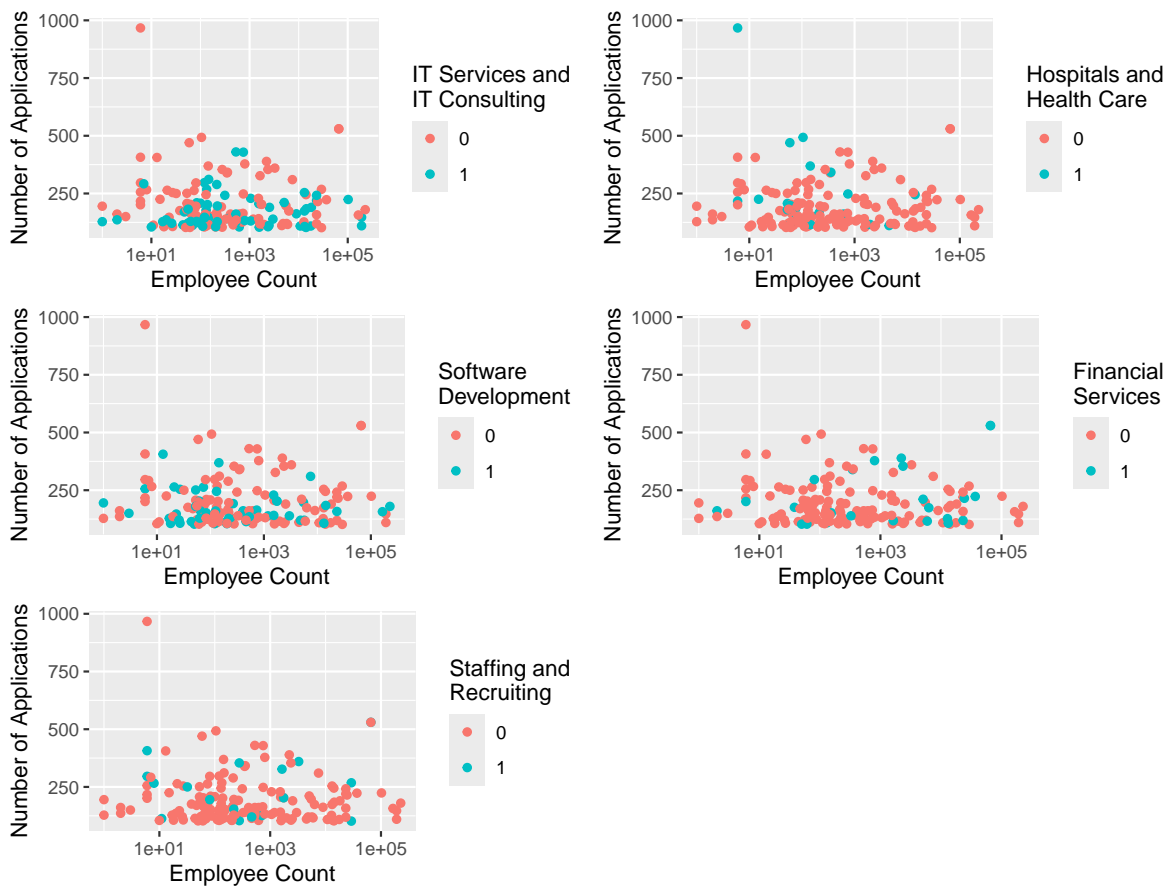 1000
750
500
250
Number of Applications
1e+01
1e+03
1e+05
Employee Count
IT Services and
IT Consulting
0
1
1000
750
500
250
Number of Applications
1e+01
1e+03
1e+05
Employee Count
Hospitals and
Health Care
0
1
1000
750
500
250
Number of Applications
1e+01
1e+03
1e+05
Employee Count
Software
Development
0
1
1000
750
500
250
Number of Applications
1e+01
1e+03
1e+05
Employee Count
Financial
Services
0
1
1000
750
500
250
Number of Applications
1e+01
1e+03
1e+05
Employee Count
Staffing and
Recruiting
0
1